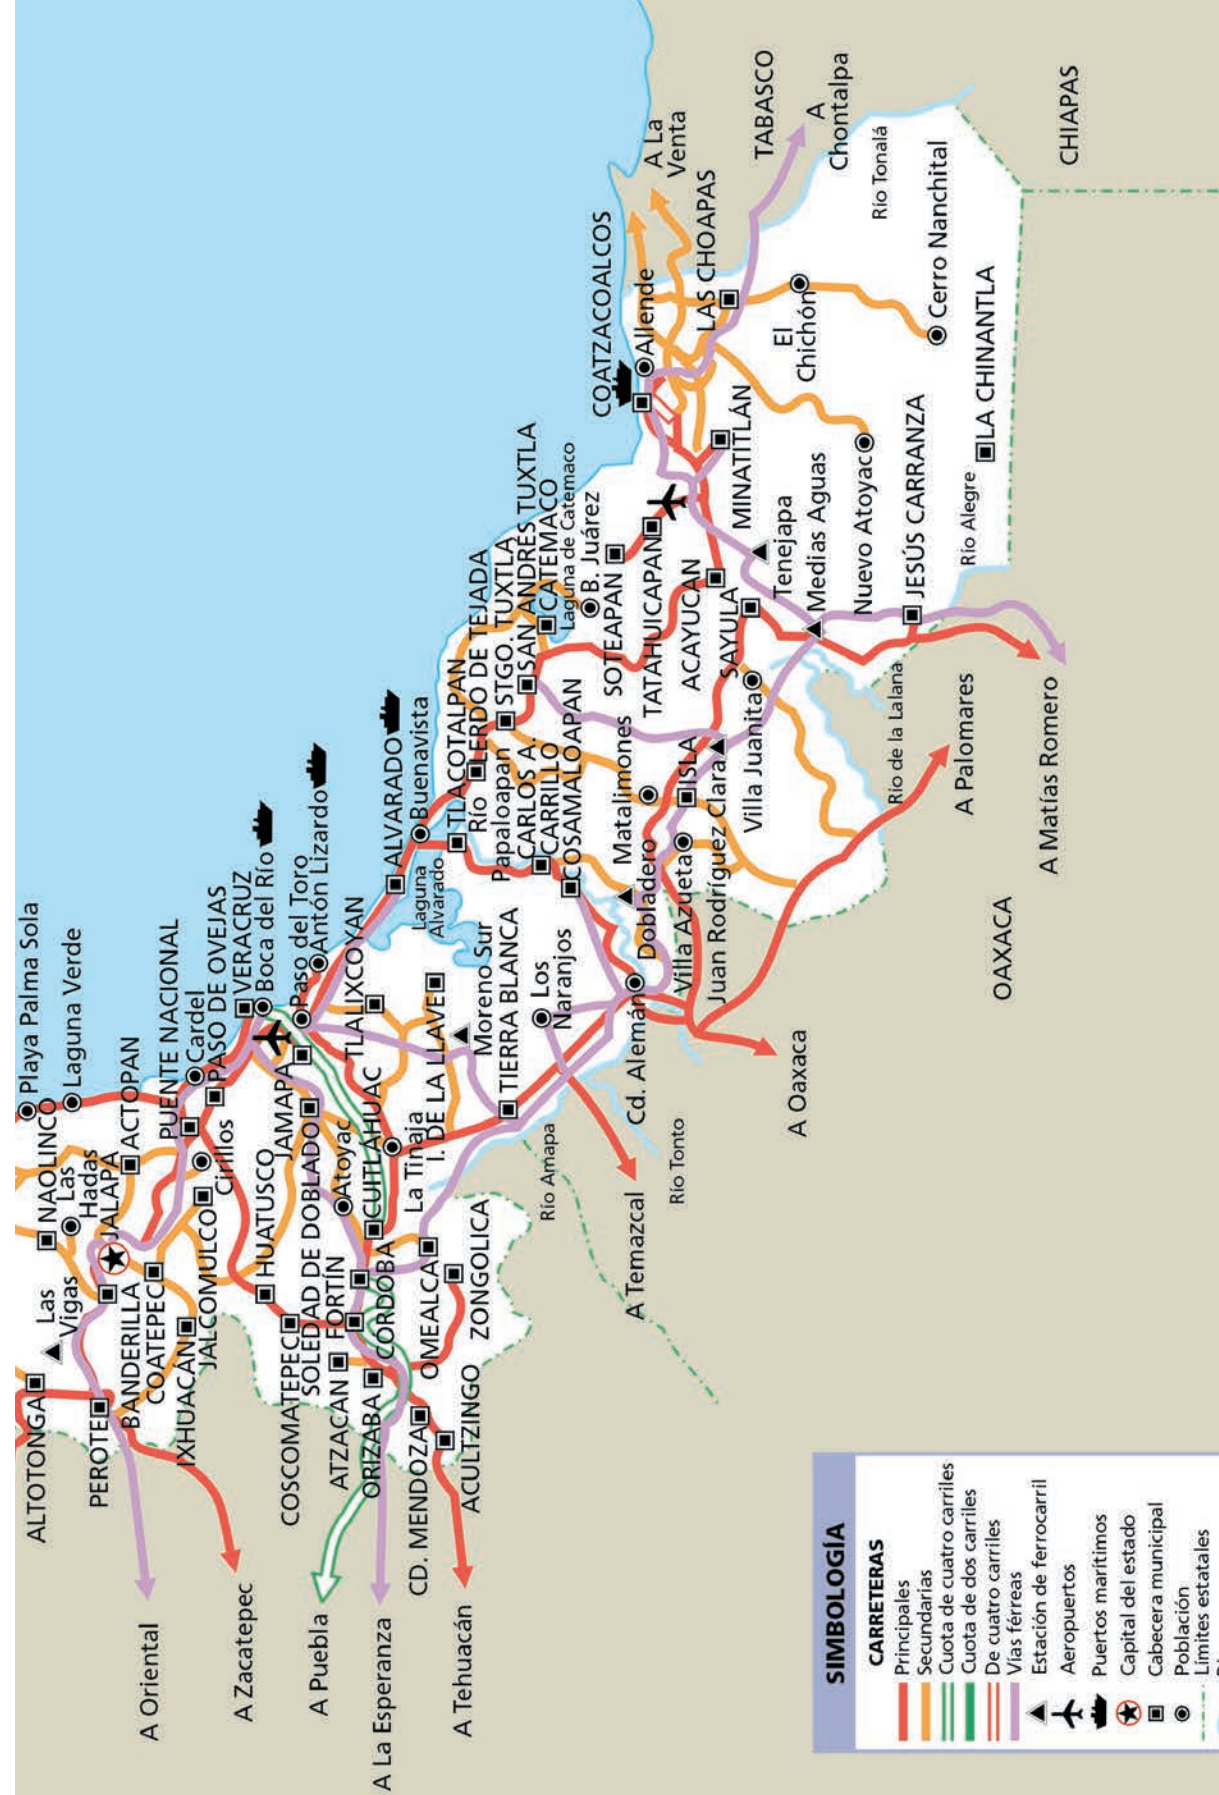 ALTOTONGA
Las
Vigas
NAOLINCO
Las
Hadas
Playa Palma Sola
Laguna Verde
PEROTE
BANDERILLA
JALAPA
ACTOPAN
COATEPEC
PUENTE NACIONAL
Cardel
IXHUACÁN
JALCOMULCO
Cirillos
PASO DE OVEJAS
VERACRUZ
Boca del Río
HUATUSCO
JAMAPA
Paso del Toro
Antón Lizardo
COSCOMATEPEC
SOLEDAD DE DOBLADO
Atoyac
FORTÍN
ATZACAN
CUITLÁHUAC
TLALIXCOYAN
ORIZABA
CÓRDOBA
La Tinaja
I. DE LA LLAVE
ALVARADO
Buenavista
Laguna
Alvarado
CD. MENDOZA
OMEALCA
ACULTZINGO
ZONGOLICA
Moreno Sur
TIERRA BLANCA
Los
Naranjos
TLACOTALPAN
Río
Papaloapan
LERDO DE TEJADA
STGO. TUXTLA
SAN ANDRÉS TUXTLA
CATEMACO
Laguna de Catemaco
B. Juárez
CARLOS A.
CARRILLO
COSAMALOAPAN
Río Amapa
Río Tonto
Cd. Alemán
Dobladero
Matalimones
Villa Azueta
Juan Rodríguez Clara
ISLA
Villa Juanita
SOTEAPAN
TATAHUICAPAN
ACAYUCAN
SAYULA
COATZACOALCOS
Allende
LAS CHOAPAS
MINATITLÁN
Tenejapa
Medias Aguas
El
Chichón
Nuevo Atoyac
Cerro Nanchital
JESÚS CARRANZA
LA CHINANTLA
Río Alegre
Río de la Lalana
Río Tonalá
A La
Venta
TABASCO
A
Chontalpa
CHIAPAS
OAXACA
A Palomares
A Matías Romero
A Oaxaca
A Temazcal
A Oriental
A Zacatepec
A Puebla
A La Esperanza
A Tehuacán
SIMBOLOGÍA
CARRETERAS
Principales
Secundarias
Cuota de cuatro carriles
Cuota de dos carriles
De cuatro carriles
Vías férreas
Estación de ferrocarril
Aeropuertos
Puertos marítimos
Capital del estado
Cabecera municipal
Población
Límites estatales